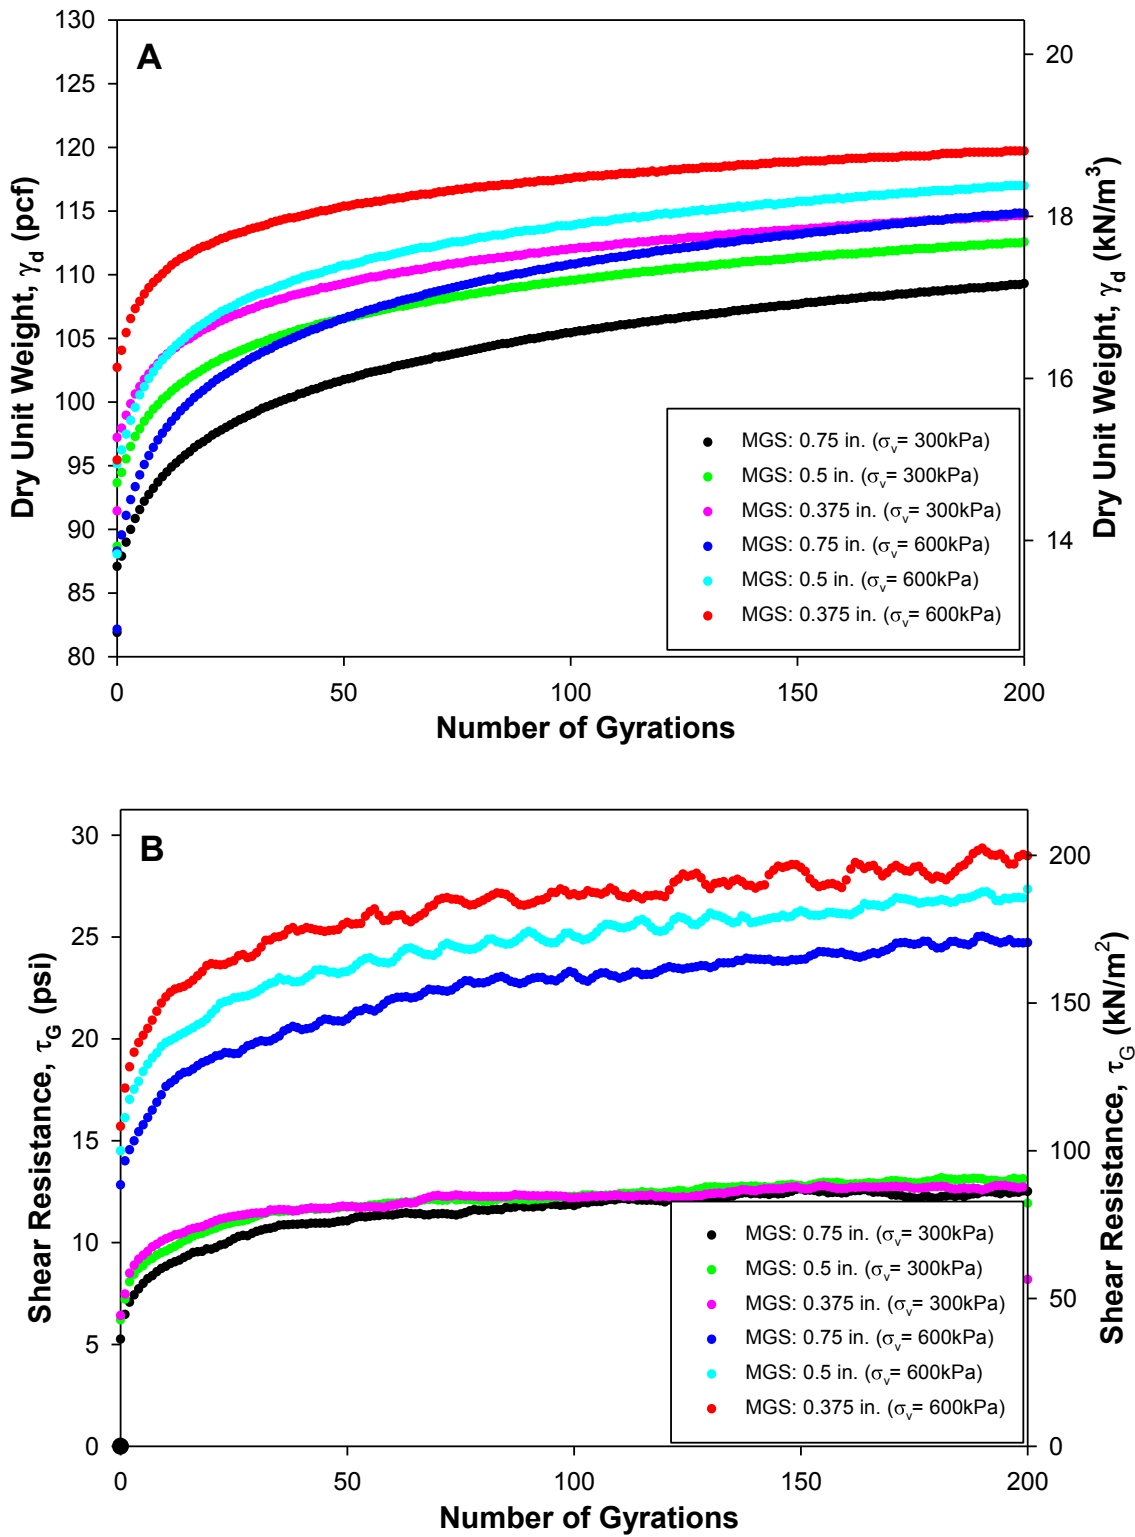 A
130
125
120
115
110
105
100
95
90
85
80
Dry Unit Weight, γd (pcf)
20
18
16
14
Dry Unit Weight, γd (kN/m³)
MGS: 0.75 in. (σv= 300kPa)
MGS: 0.5 in. (σv= 300kPa)
MGS: 0.375 in. (σv= 300kPa)
MGS: 0.75 in. (σv= 600kPa)
MGS: 0.5 in. (σv= 600kPa)
MGS: 0.375 in. (σv= 600kPa)
0 50 100 150 200
Number of Gyrations
B
30
25
20
15
10
5
0
Shear Resistance, τG (psi)
200
150
100
50
0
Shear Resistance, τG (kN/m²)
MGS: 0.75 in. (σv= 300kPa)
MGS: 0.5 in. (σv= 300kPa)
MGS: 0.375 in. (σv= 300kPa)
MGS: 0.75 in. (σv= 600kPa)
MGS: 0.5 in. (σv= 600kPa)
MGS: 0.375 in. (σv= 600kPa)
0 50 100 150 200
Number of Gyrations